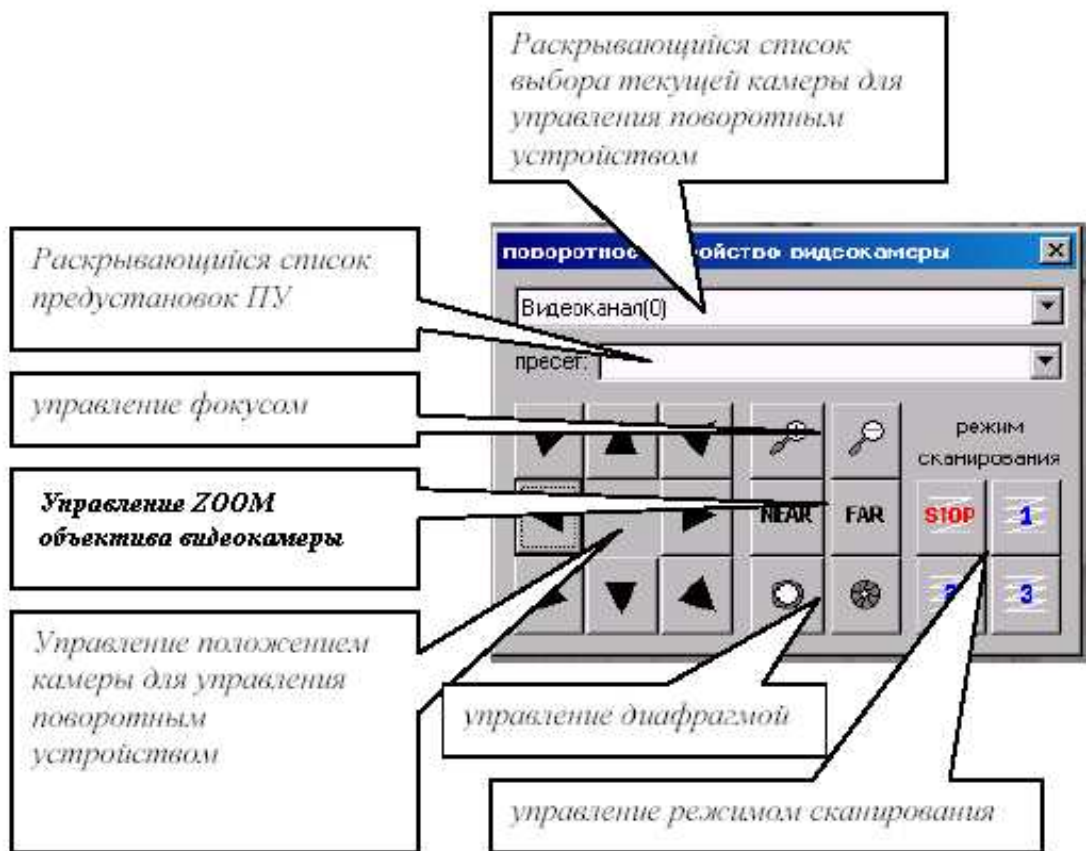 Раскрывающийся список
выбора текущей камеры для
управления поворотным
устройством
Раскрывающийся список
предустановок ПУ
управление фокусом
Управление ZOOM
объектива видеокамеры
Управление положением
камеры для управления
поворотным
устройством
поворотное ройство видеокамеры
Видеоканал(0)
пресет:
режим
сканирования
NEAR
FAR
STOP
1
2
3
управление диафрагмой
управление режимом сканирования